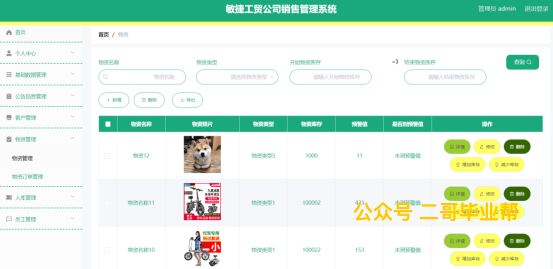 敏捷工贸公司销售管理系统
管理员 admin 退出登录
首页
个人中心
基础数据管理
公告信息管理
客户管理
物资管理
物资管理
物资订单管理
入库管理
员工管理
首页 / 物资
物资名称 物资类型 开始物资库存 结束物资库存
物资名称 请选择物资类型 请输入开始物资库存 请输入结束物资库存 查询
新增 删除 导出
物资名称 物资照片 物资类型 物资库存 预警值 是否到预警值 操作
物资12 物资类型5 1000 11 未到预警值 详情 修改 删除
增加库存 减少库存
物资名称11 物资类型1 100002 详情 修改 删除
增加库存 减少库存
物资名称10 物资类型1 100022 153 未到预警值 详情 修改 删除
增加库存 减少库存
公众号 二哥毕业帮